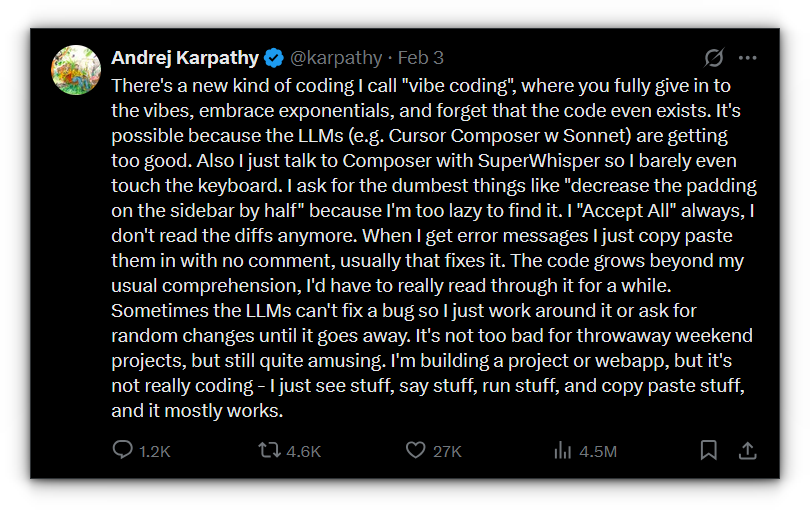 Andrej Karpathy @karpathy · Feb 3
There's a new kind of coding I call "vibe coding", where you fully give in to
the vibes, embrace exponentials, and forget that the code even exists. It's
possible because the LLMs (e.g. Cursor Composer w Sonnet) are getting
too good. Also I just talk to Composer with SuperWhisper so I barely even
touch the keyboard. I ask for the dumbest things like "decrease the padding
on the sidebar by half" because I'm too lazy to find it. I "Accept All" always, I
don't read the diffs anymore. When I get error messages I just copy paste
them in with no comment, usually that fixes it. The code grows beyond my
usual comprehension, I'd have to really read through it for a while.
Sometimes the LLMs can't fix a bug so I just work around it or ask for
random changes until it goes away. It's not too bad for throwaway weekend
projects, but still quite amusing. I'm building a project or webapp, but it's
not really coding - I just see stuff, say stuff, run stuff, and copy paste stuff,
and it mostly works.
1.2K 4.6K 27K 4.5M